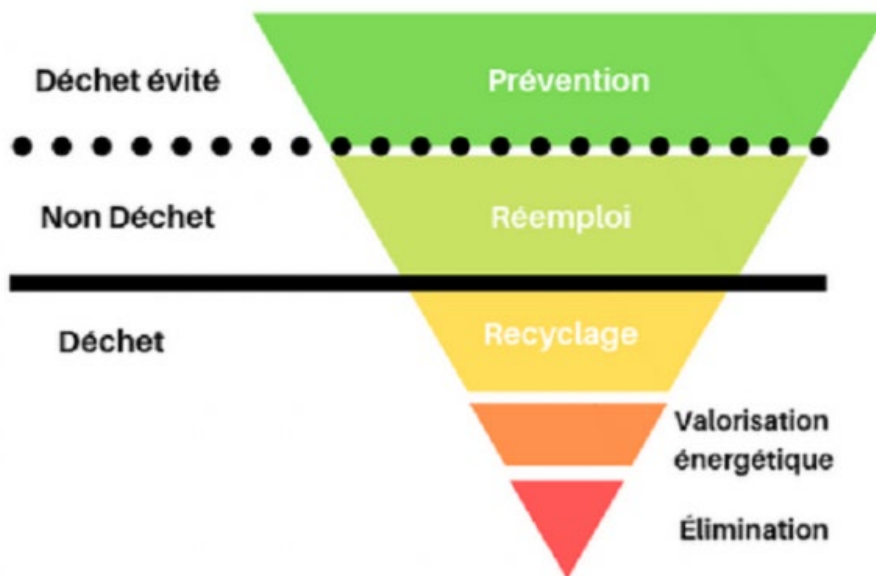 Déchet évité
Prévention
Non Déchet
Réemploi
Déchet
Recyclage
Valorisation
énergétique
Élimination